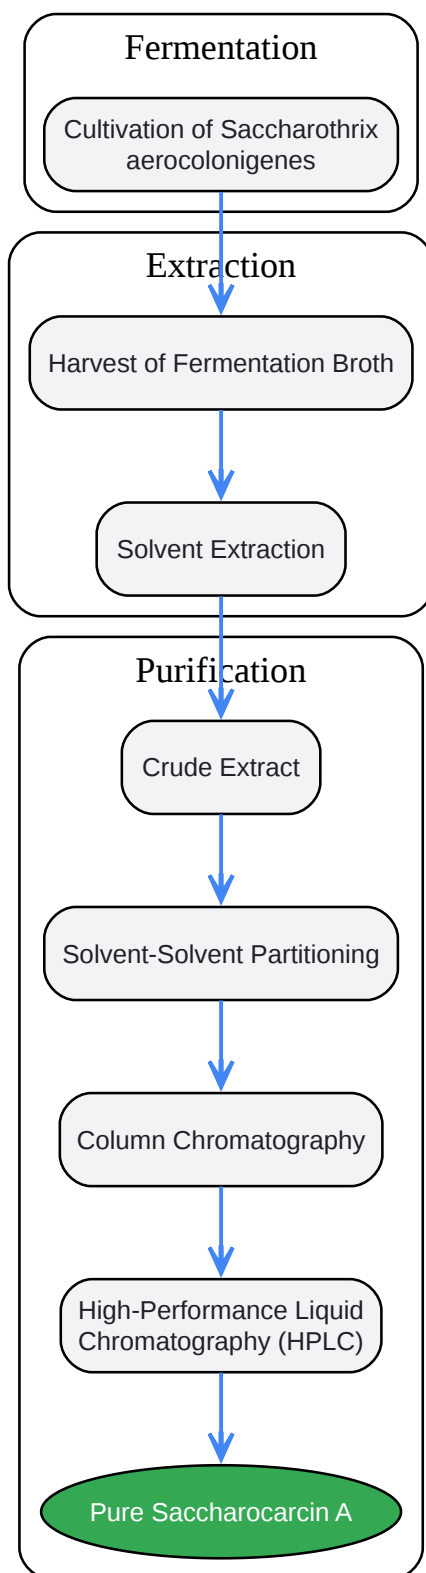 Fermentation
Cultivation of Saccharothrix
aerocolonigenes
Extraction
Harvest of Fermentation Broth
Solvent Extraction
Purification
Crude Extract
Solvent-Solvent Partitioning
Column Chromatography
High-Performance Liquid
Chromatography (HPLC)
Pure Saccharocarcin A